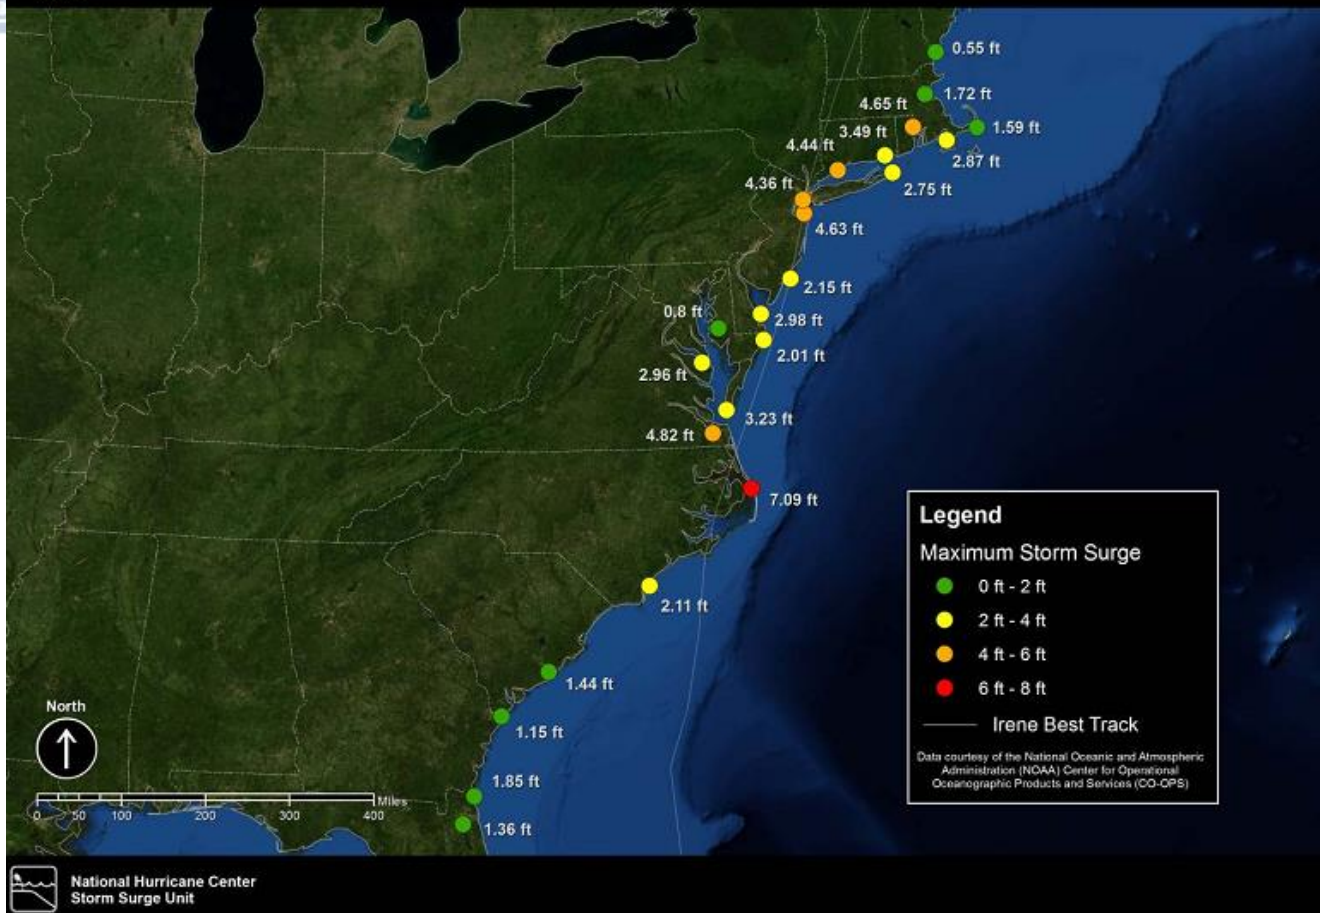 0.55 ft
1.72 ft
4.65 ft
1.59 ft
3.49 ft
4.44 ft
2.87 ft
4.36 ft
2.75 ft
4.63 ft
2.15 ft
0.8 ft
2.98 ft
2.01 ft
2.96 ft
3.23 ft
4.82 ft
7.09 ft
2.11 ft
1.44 ft
1.15 ft
1.85 ft
1.36 ft
Legend
Maximum Storm Surge
0 ft - 2 ft
2 ft - 4 ft
4 ft - 6 ft
6 ft - 8 ft
Irene Best Track
Data courtesy of the National Oceanic and Atmospheric
Administration (NOAA) Center for Operational
Oceanographic Products and Services (CO-OPS)
North
Miles
0 50 100 200 300 400
National Hurricane Center
Storm Surge Unit